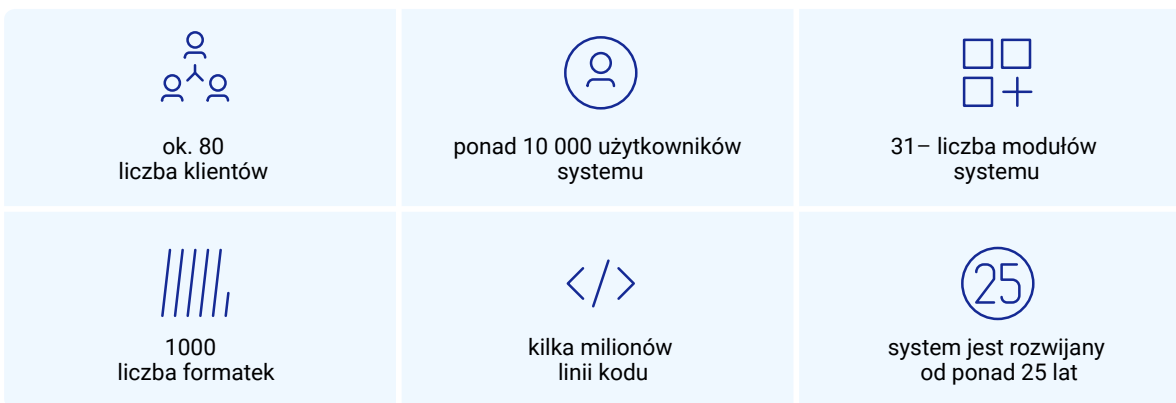 ok. 80
liczba klientów
ponad 10 000 użytkowników
systemu
31– liczba modułów
systemu
1000
liczba formatek
</>
kilka milionów
linii kodu
25
system jest rozwijany
od ponad 25 lat